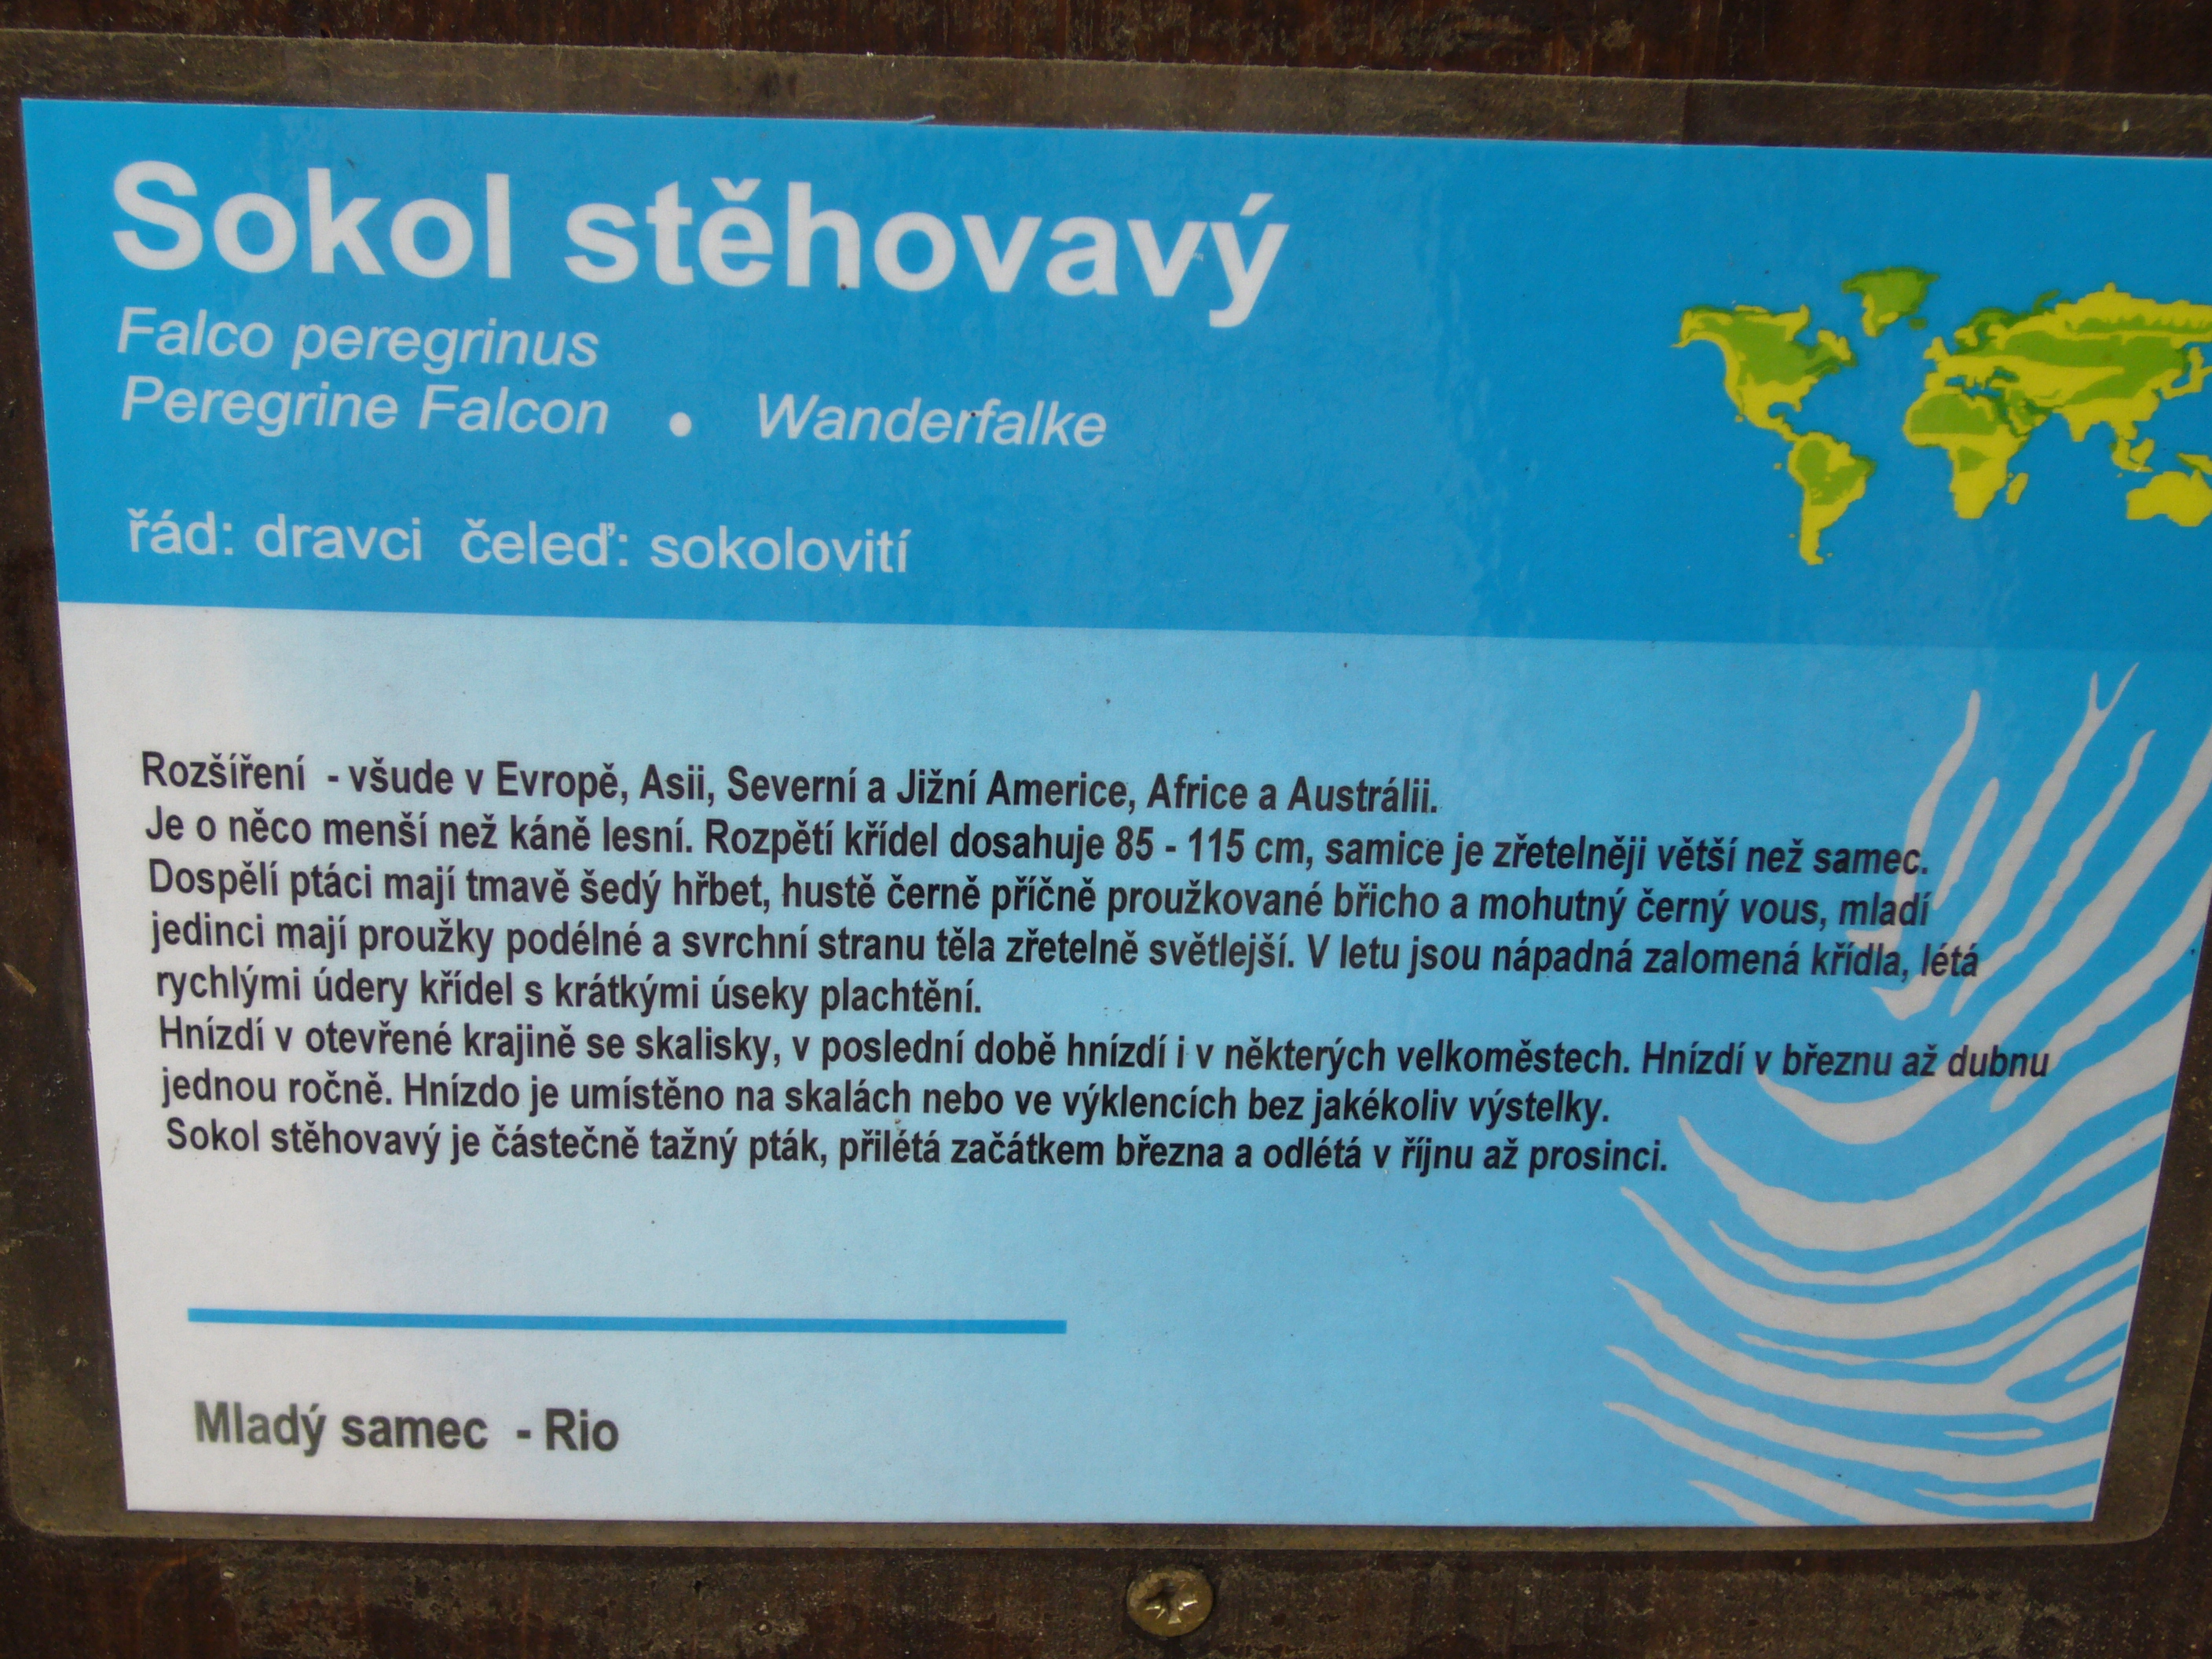 Sokol stěhovavý
Falco peregrinus
Peregrine Falcon • Wanderfalke
řád: dravci čeleď: sokolovití
Rozšíření - všude v Evropě, Asii, Severní a Jižní Americe, Africe a Austrálii.
Je o něco menší než káně lesní. Rozpětí křídel dosahuje 85 - 115 cm, samice je zřetelněji větší než samec.
Dospělí ptáci mají tmavě šedý hřbet, hustě černě příčně proužkované břicho a mohutný černý vous, mladí
jedinci mají proužky podélné a svrchní stranu těla zřetelně světlejší. V letu jsou nápadná zalomená křídla, létá
rychlými údery křídel s krátkými úseky plachtění.
Hnízdí v otevřené krajině se skalisky, v poslední době hnízdí i v některých velkoměstech. Hnízdí v březnu až dubnu
jednou ročně. Hnízdo je umístěno na skalách nebo ve výklencích bez jakékoliv výstelky.
Sokol stěhovavý je částečně tažný pták, přilétá začátkem března a odlétá v říjnu až prosinci.
Mladý samec - Rio